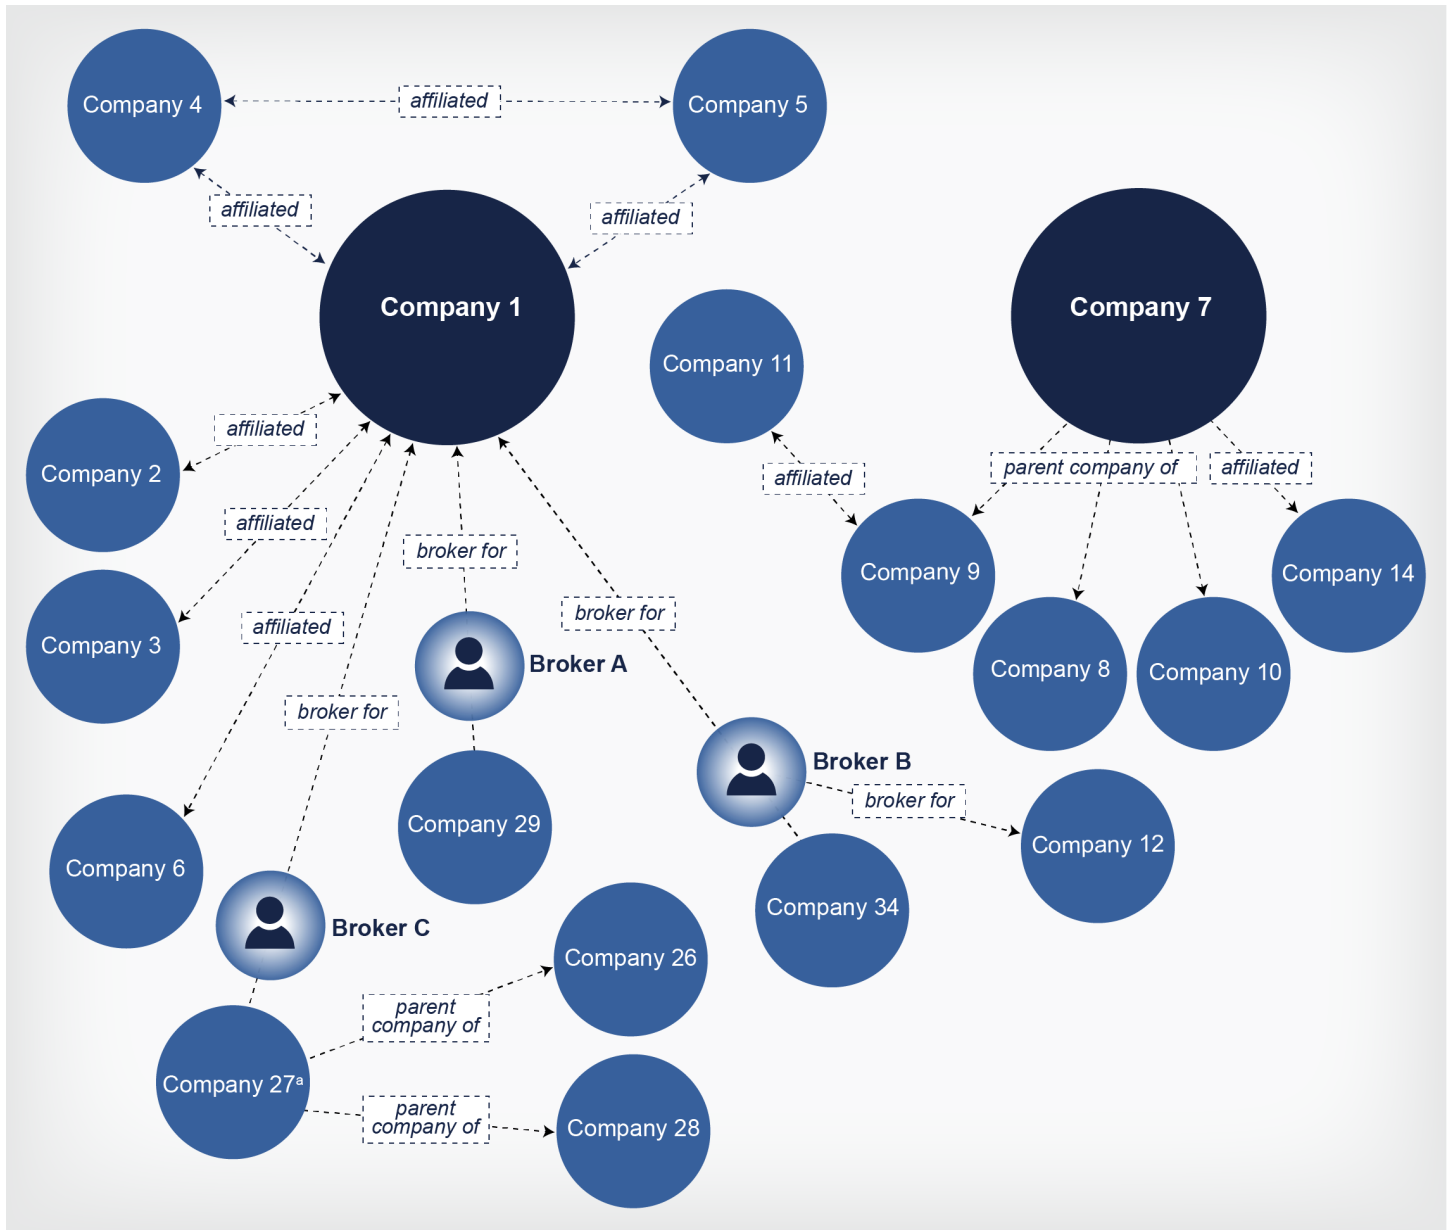 Company 4
affiliated
Company 5
affiliated
affiliated
Company 1
Company 7
Company 11
affiliated
Company 2
affiliated
parent company of
affiliated
affiliated
Company 3
broker for
Company 9
Company 14
affiliated
broker for
Company 8
Company 10
Broker A
broker for
Broker B
broker for
Company 29
Company 12
Company 6
Company 34
Broker C
Company 26
parent
company of
Company 27ᵃ
parent
company of
Company 28